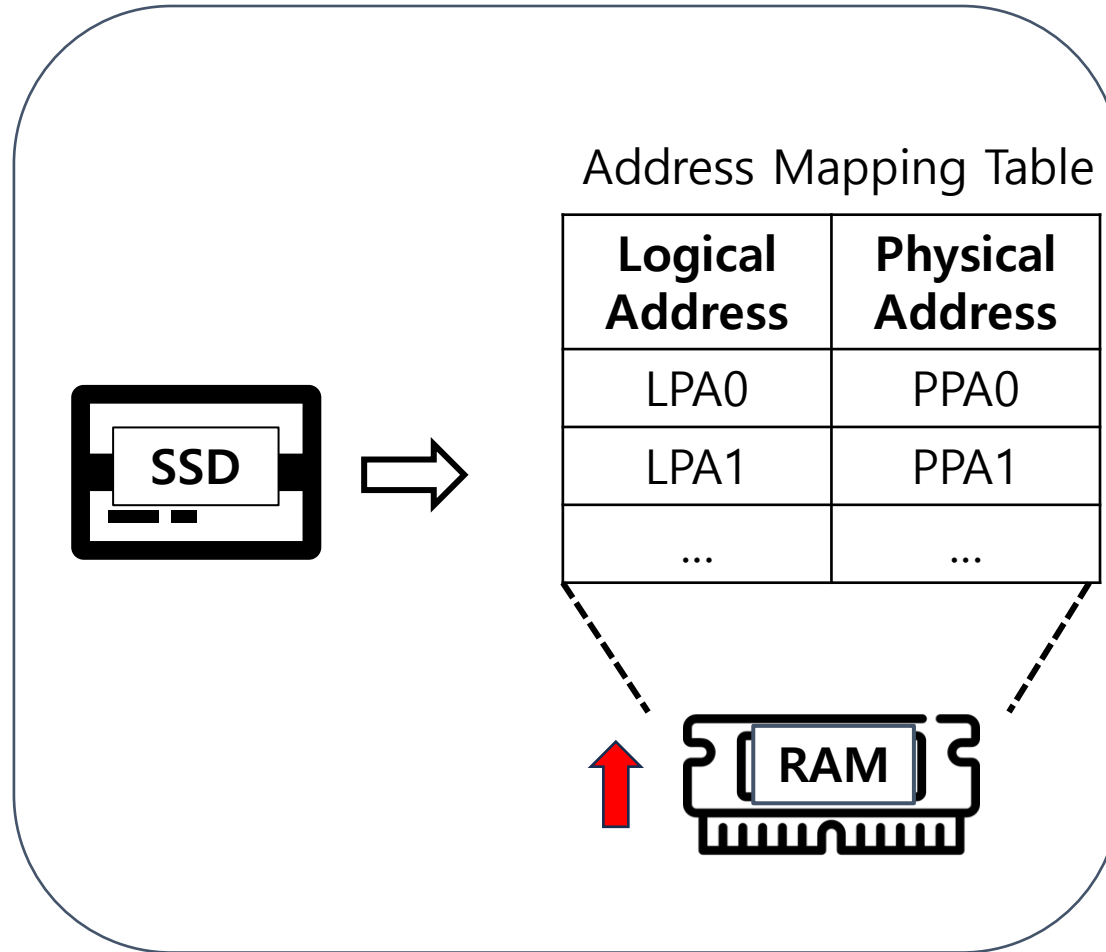 Address Mapping Table
Logical
Address
Physical
Address
LPA0
PPA0
SSD
LPA1
PPA1
...
...
RAM